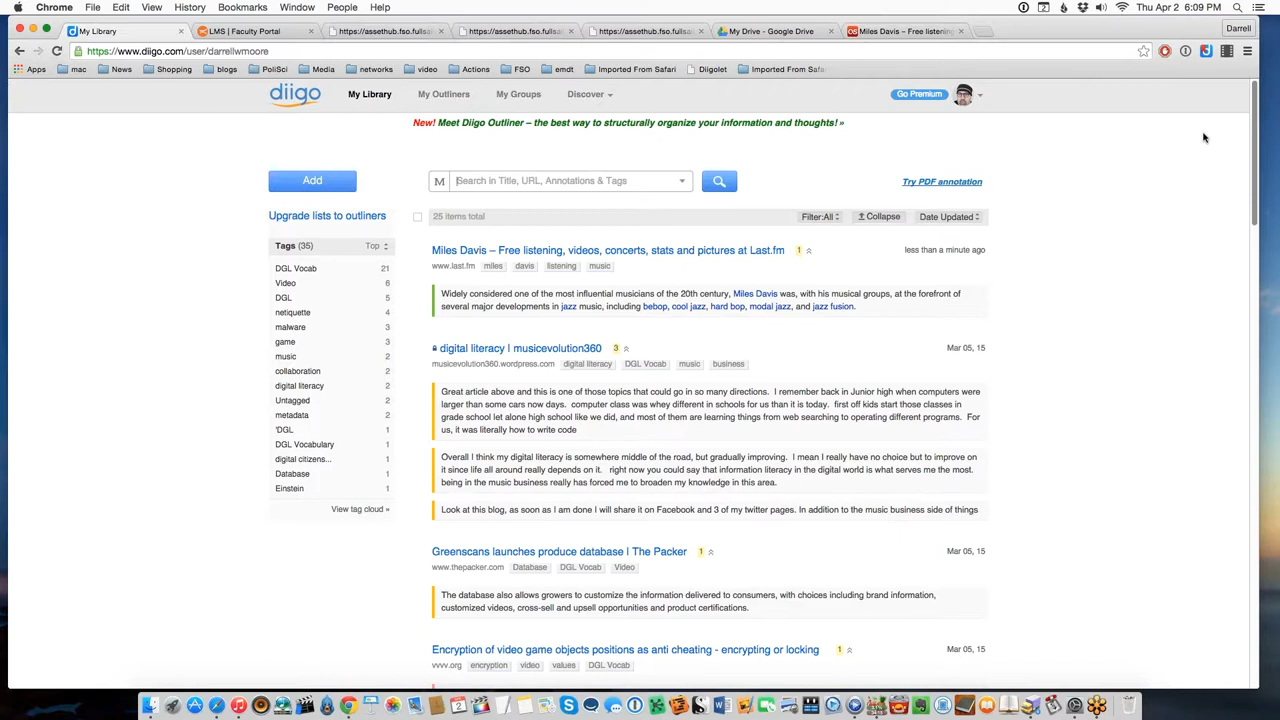 Chrome File Edit View History Bookmarks Window People Help
Thu Apr 2 6:09 PM
My Library
LMS | Faculty Portal
https://assethub.fso.fullsai
https://assethub.fso.fullsai
https://assethub.fso.fullsai
My Drive - Google Drive
Miles Davis – Free listening
Darrell
https://www.diigo.com/user/darrellwmoore
Apps mac News Shopping blogs PoliSci Media networks video Actions FSO emdt Imported From Safari Diigolet Imported From Safa
diigo My Library My Outliners My Groups Discover Go Premium
New! Meet Diigo Outliner – the best way to structurally organize your information and thoughts! »
Add
M Search in Title, URL, Annotations & Tags
Try PDF annotation
Upgrade lists to outliners
25 items total Filter:All Collapse Date Updated
Tags (35) Top
DGL Vocab 21
Video 6
DGL 5
netiquette 4
malware 3
game 3
music 2
collaboration 2
digital literacy 2
Untagged 2
metadata 2
'DGL 1
DGL Vocabulary 1
digital citizens... 1
Database 1
Einstein 1
View tag cloud »
Miles Davis – Free listening, videos, concerts, stats and pictures at Last.fm 1 less than a minute ago
www.last.fm miles davis listening music
Widely considered one of the most influential musicians of the 20th century, Miles Davis was, with his musical groups, at the forefront of
several major developments in jazz music, including bebop, cool jazz, hard bop, modal jazz, and jazz fusion.
digital literacy | musicevolution360 3 Mar 05, 15
musicevolution360.wordpress.com digital literacy DGL Vocab music business
Great article above and this is one of those topics that could go in so many directions. I remember back in Junior high when computers were
larger than some cars now days. computer class was whey different in schools for us than it is today. first off kids start those classes in
grade school let alone high school like we did, and most of them are learning things from web searching to operating different programs. For
us, it was literally how to write code
Overall I think my digital literacy is somewhere middle of the road, but gradually improving. I mean I really have no choice but to improve on
it since life all around really depends on it. right now you could say that information literacy in the digital world is what serves me the most.
being in the music business really has forced me to broaden my knowledge in this area.
Look at this blog, as soon as I am done I will share it on Facebook and 3 of my twitter pages. In addition to the music business side of things
Greenscans launches produce database | The Packer 1 Mar 05, 15
www.thepacker.com Database DGL Vocab Video
The database also allows growers to customize the information delivered to consumers, with choices including brand information,
customized videos, cross-sell and upsell opportunities and product certifications.
Encryption of video game objects positions as anti cheating - encrypting or locking 1 Mar 05, 15
vvvv.org encryption video values DGL Vocab